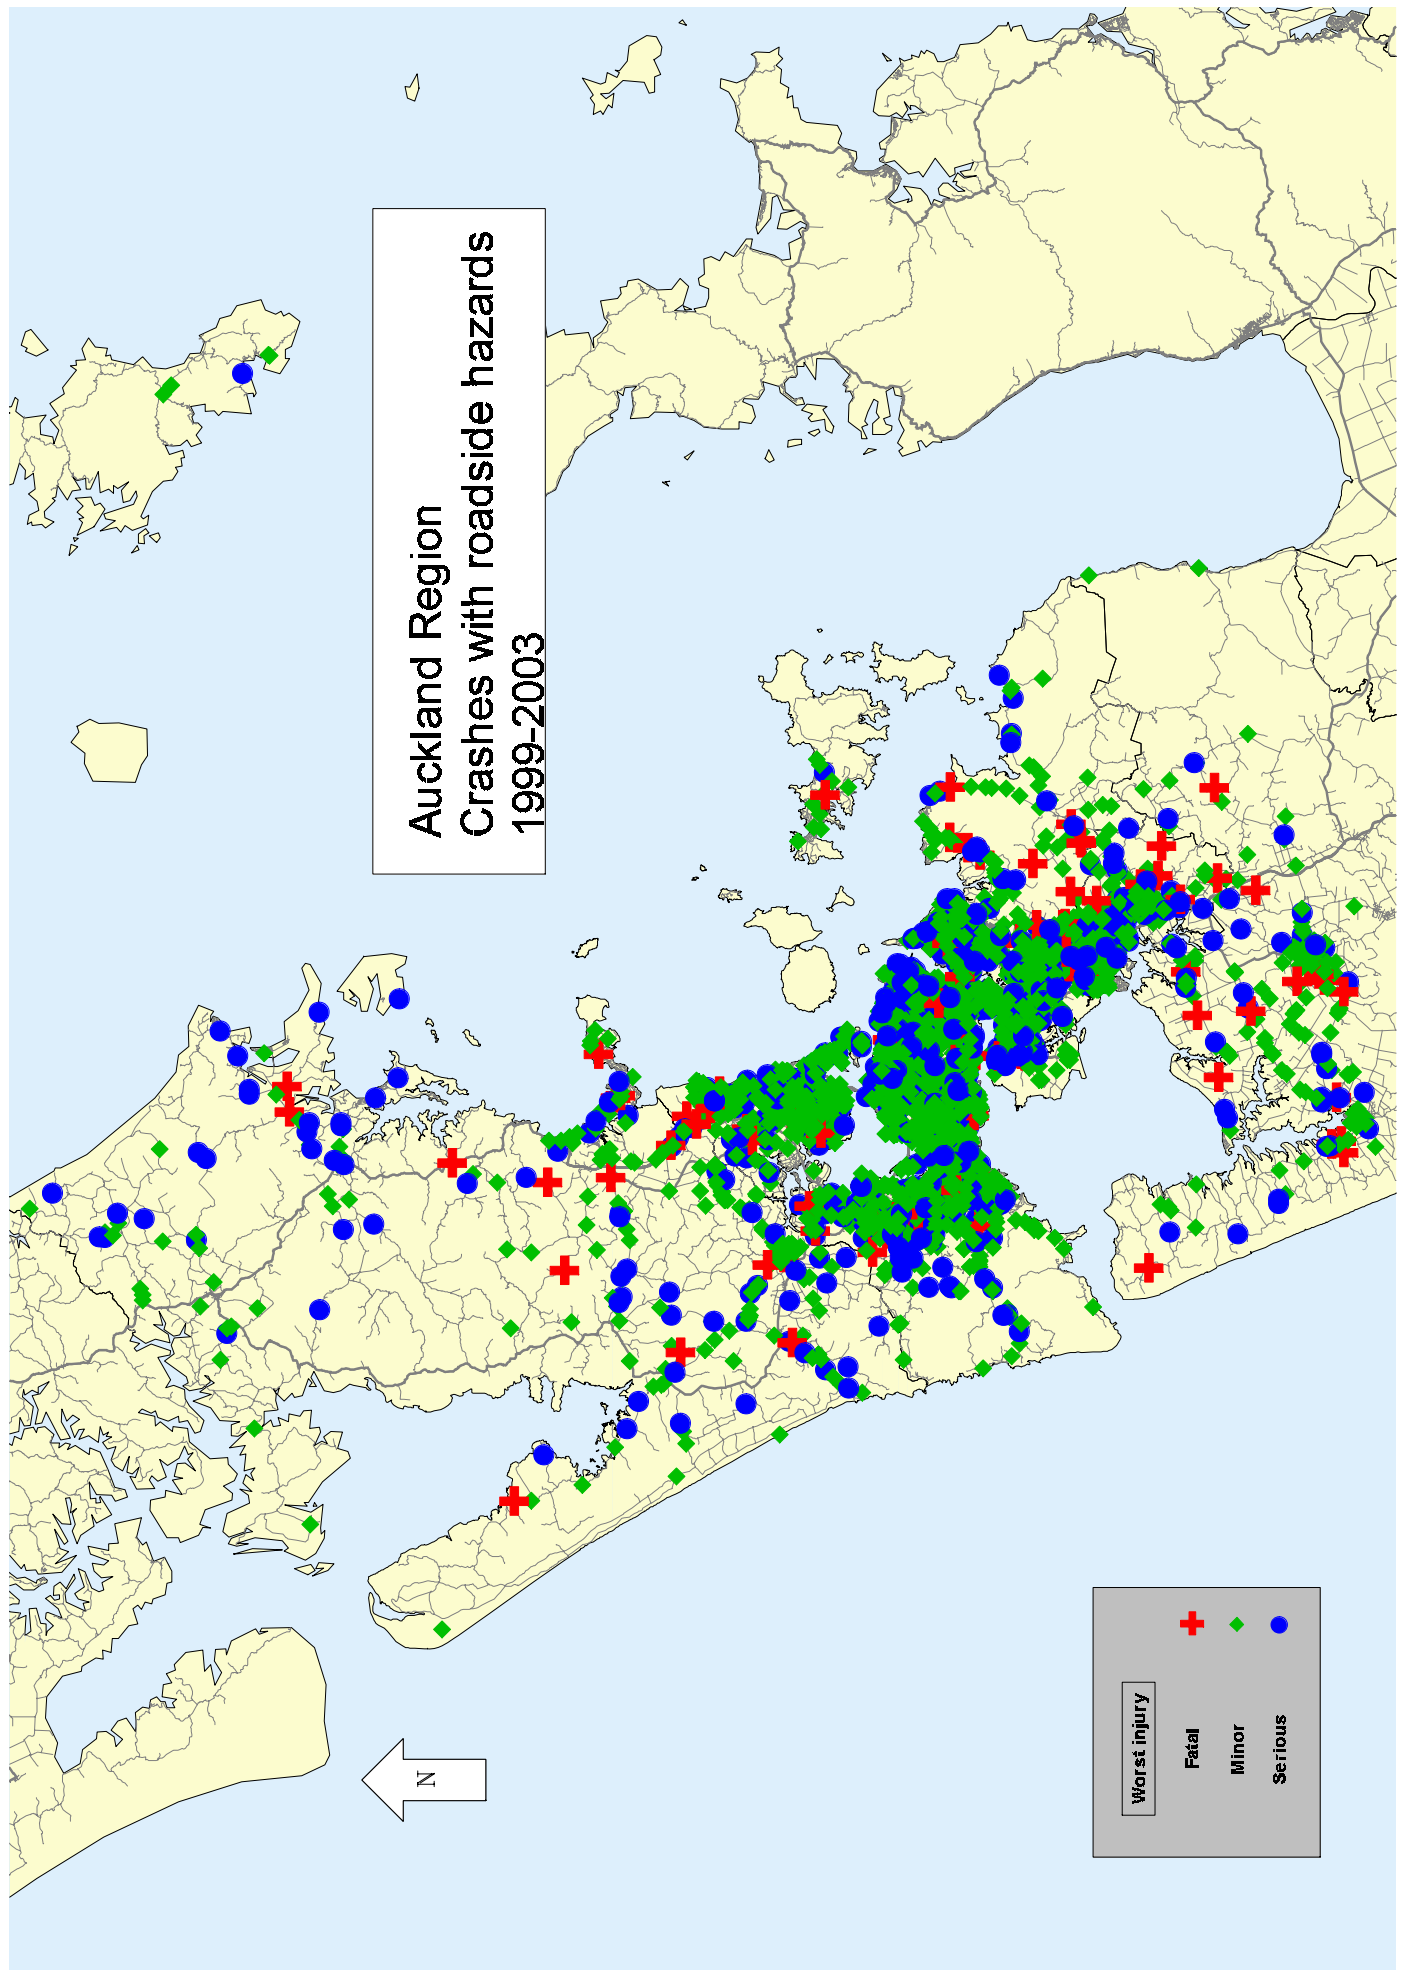 Auckland Region
Crashes with roadside hazards
1999-2003
N
Worst injury
Fatal
Minor
Serious